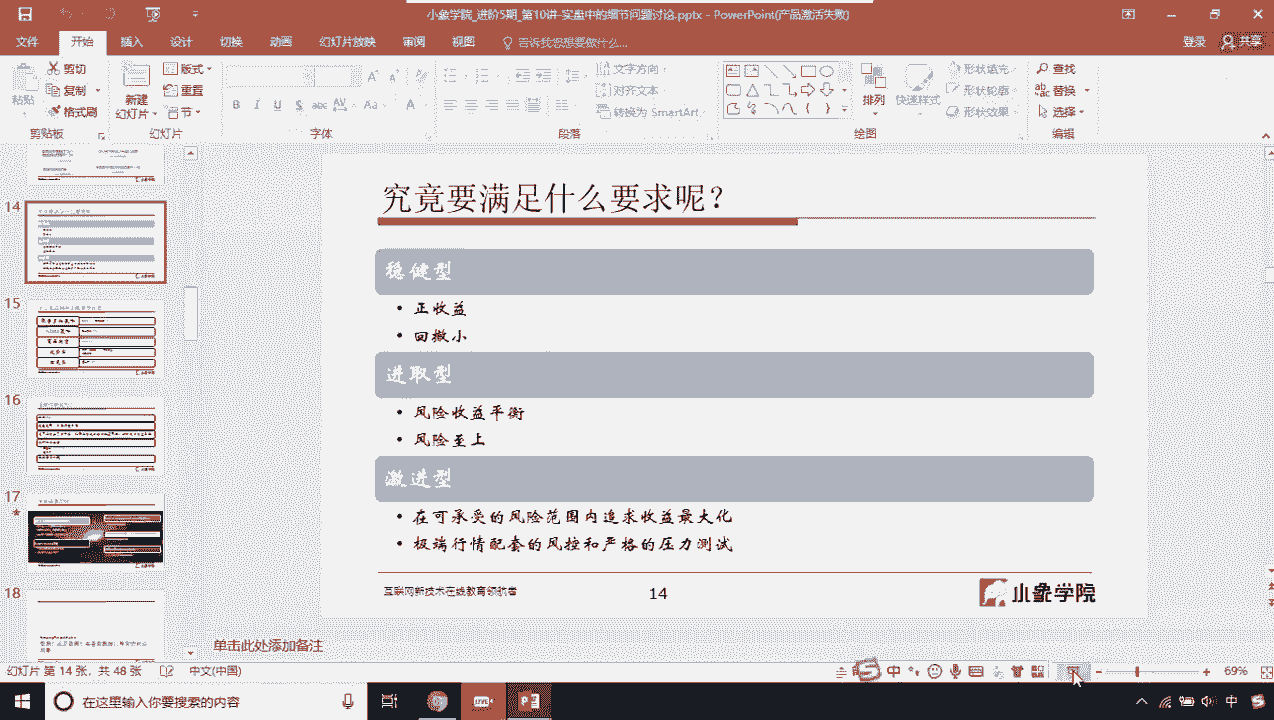 小象学院_进阶5期_第10讲-实盘中的细节问题讨论.pptx - PowerPoint(产品激活失败)
文件 开始 插入 设计 切换 动画 幻灯片放映 审阅 视图 告诉我您想要做什么... 登录 共享
粘贴 剪切 复制 格式刷 剪贴板
新建幻灯片 版式 重置 节 幻灯片
B I U S abc AV Aa A 字体
文字方向 对齐文本 转换为 SmartArt 段落
排列 快速样式 形状填充 形状轮廓 形状效果 绘图
查找 替换 选择 编辑
14
15
16
17
18
究竟要满足什么要求呢?
稳健型
• 正收益
• 回撤小
进取型
• 风险收益平衡
• 风险至上
激进型
• 在可承受的风险范围内追求收益最大化
• 极端行情配套的风控和严格的压力测试
互联网新技术在线教育领航者 14 小象学院
单击此处添加备注
幻灯片 第 14 张，共 48 张 中文(中国) 中 69%
在这里输入你要搜索的内容 LIVE 中